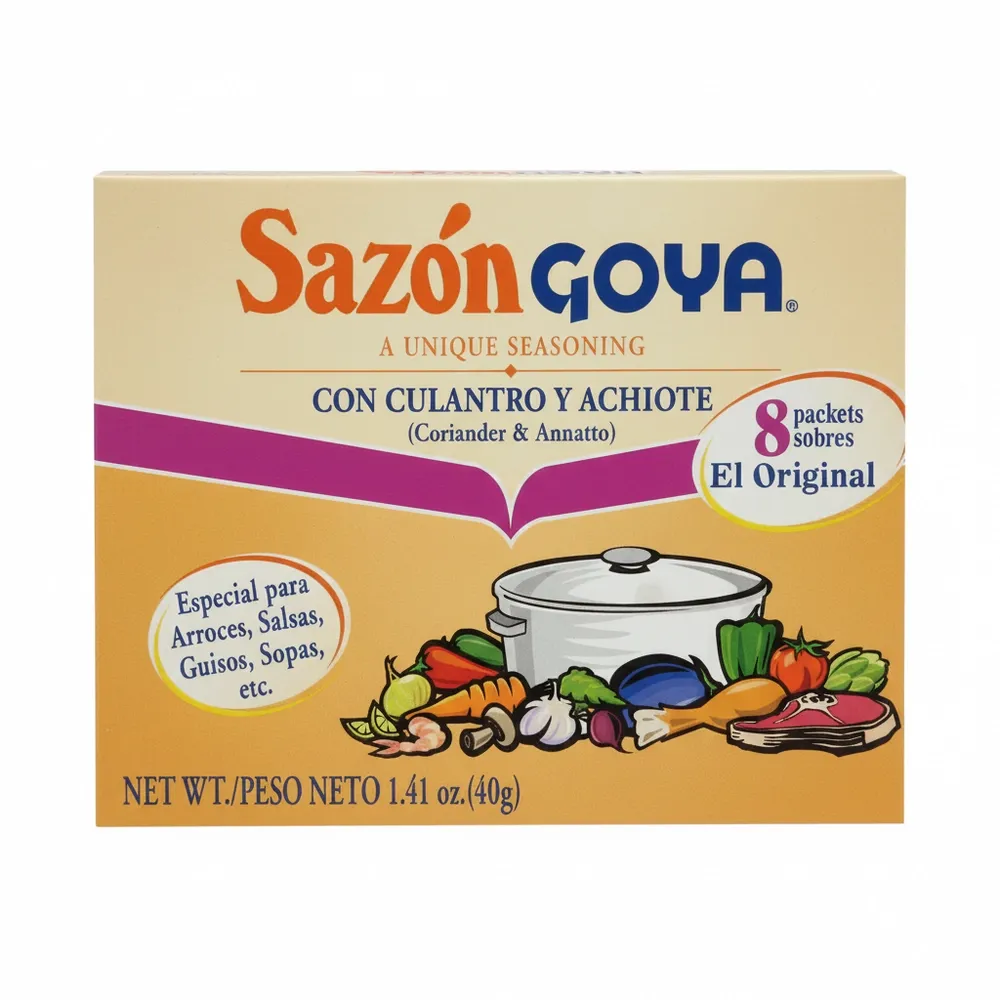 Sazón GOYA®
A UNIQUE SEASONING
CON CULANTRO Y ACHIOTE
(Coriander & Annatto)
8 packets
sobres
El Original
Especial para
Arroces, Salsas,
Guisos, Sopas,
etc.
NET WT./PESO NETO 1.41 oz.(40g)